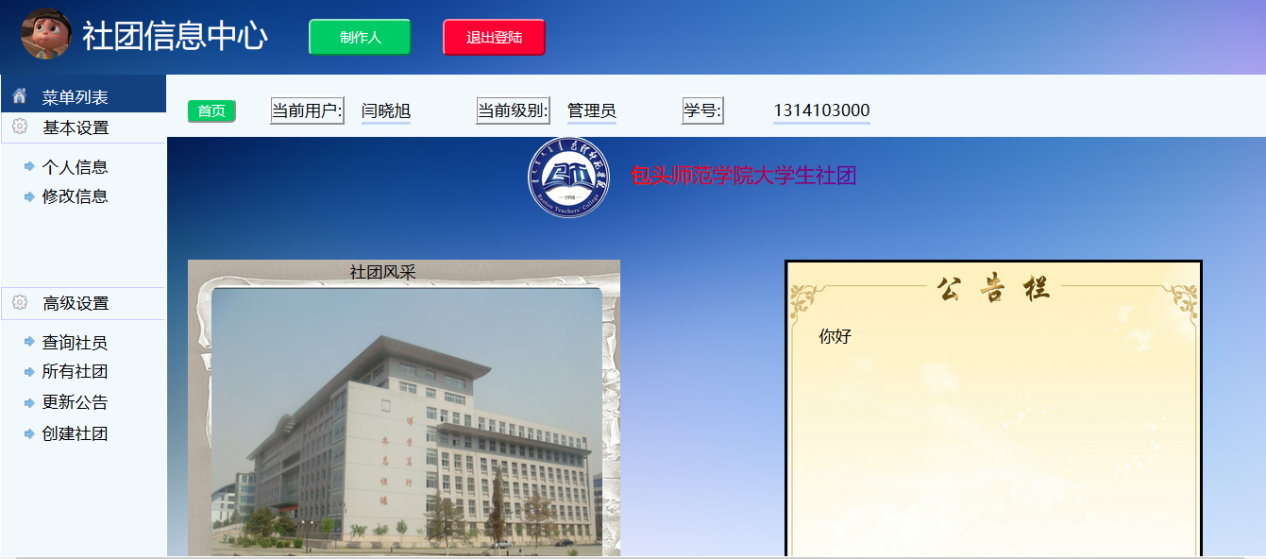 社团信息中心
制作人
退出登陆
菜单列表
首页
当前用户:
闫晓旭
当前级别:
管理员
学号:
1314103000
基本设置
个人信息
修改信息
高级设置
查询社员
所有社团
更新公告
创建社团
1958
Baotou Teachers' College
包头师范学院大学生社团
社团风采
公告栏
你好